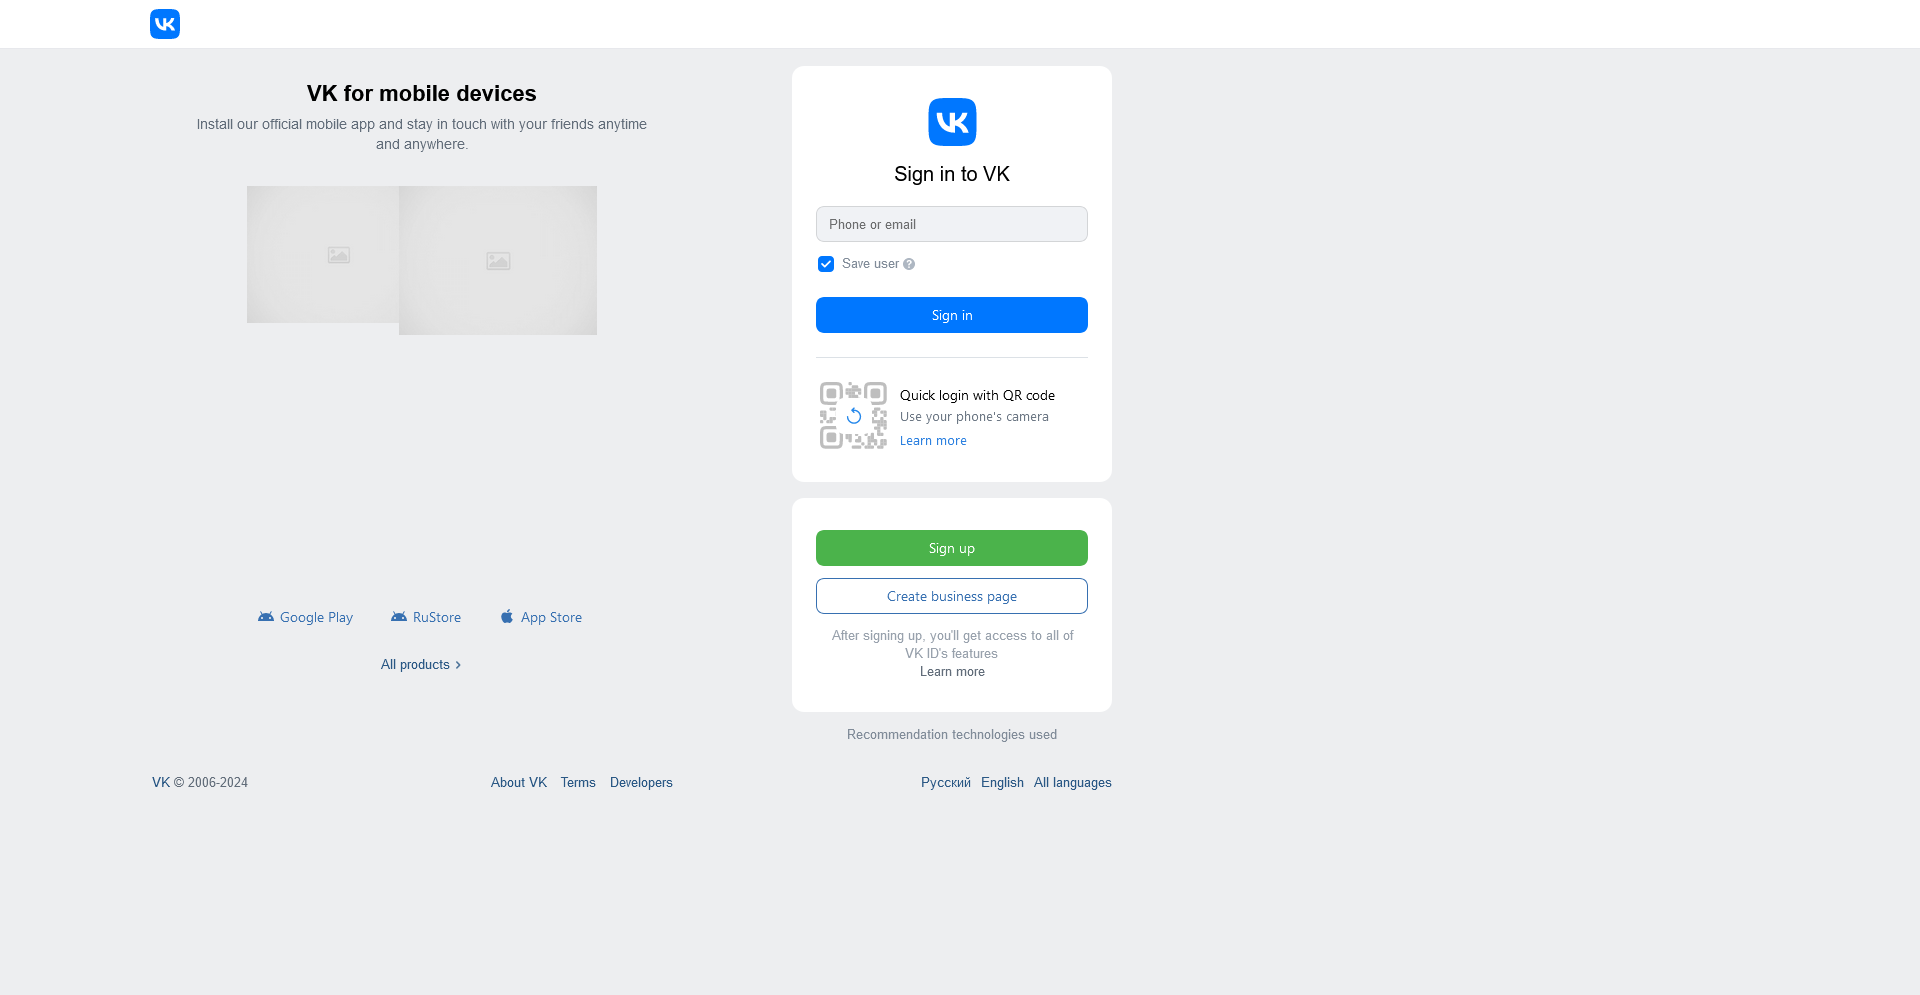 VK for mobile devices
Install our official mobile app and stay in touch with your friends anytime
and anywhere.
Google Play
RuStore
App Store
All products
Sign in to VK
Phone or email
Save user
Sign in
Quick login with QR code
Use your phone's camera
Learn more
Sign up
Create business page
After signing up, you'll get access to all of
VK ID's features
Learn more
Recommendation technologies used
VK © 2006-2024
About VK Terms Developers
Русский English All languages